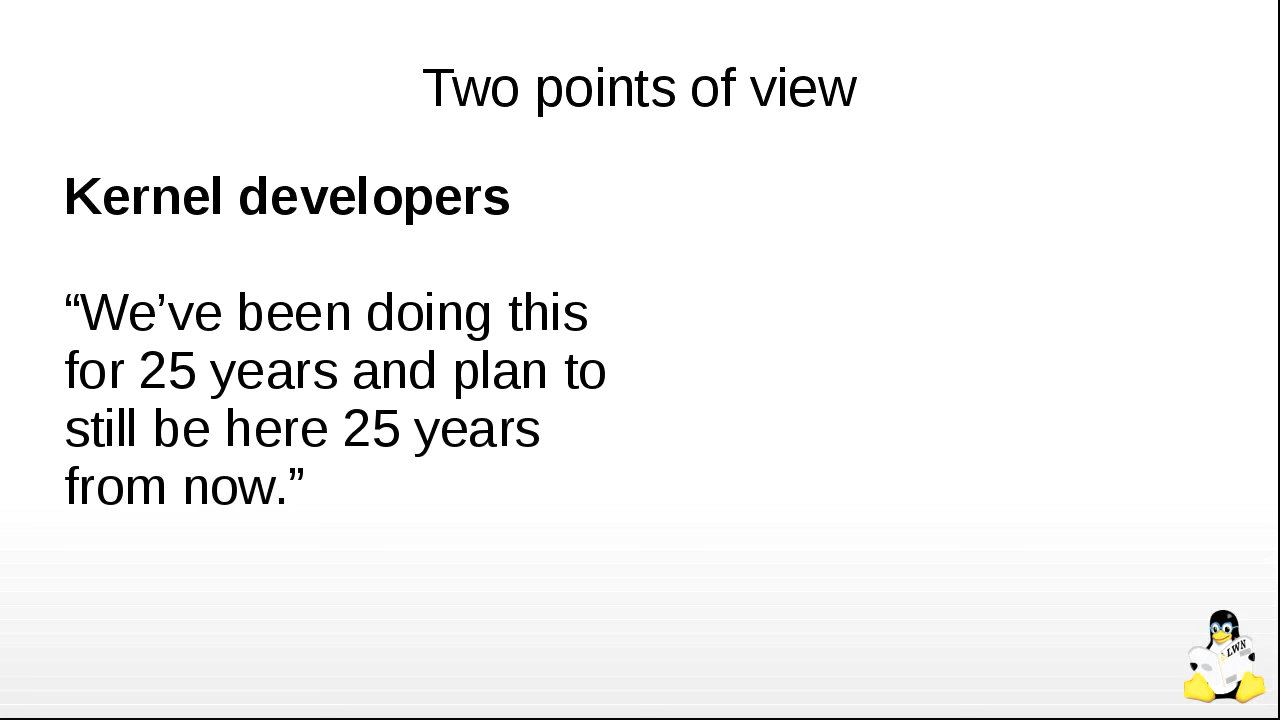 Two points of view
Kernel developers
“We’ve been doing this
for 25 years and plan to
still be here 25 years
from now.”
LWN